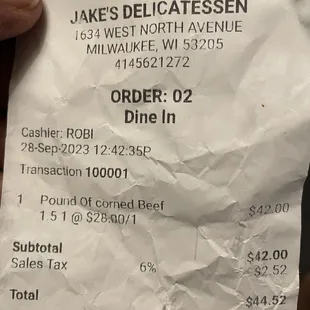 JAKE'S DELICATESSEN
1634 WEST NORTH AVENUE
MILWAUKEE, WI 53205
4145621272
ORDER: 02
Dine In
Cashier: ROBI
28-Sep-2023 12:42:35P
Transaction 100001
1 Pound Of corned Beef $42.00
1.5 1 @ $28.00/1
Subtotal $42.00
Sales Tax 6% $2.52
Total $44.52